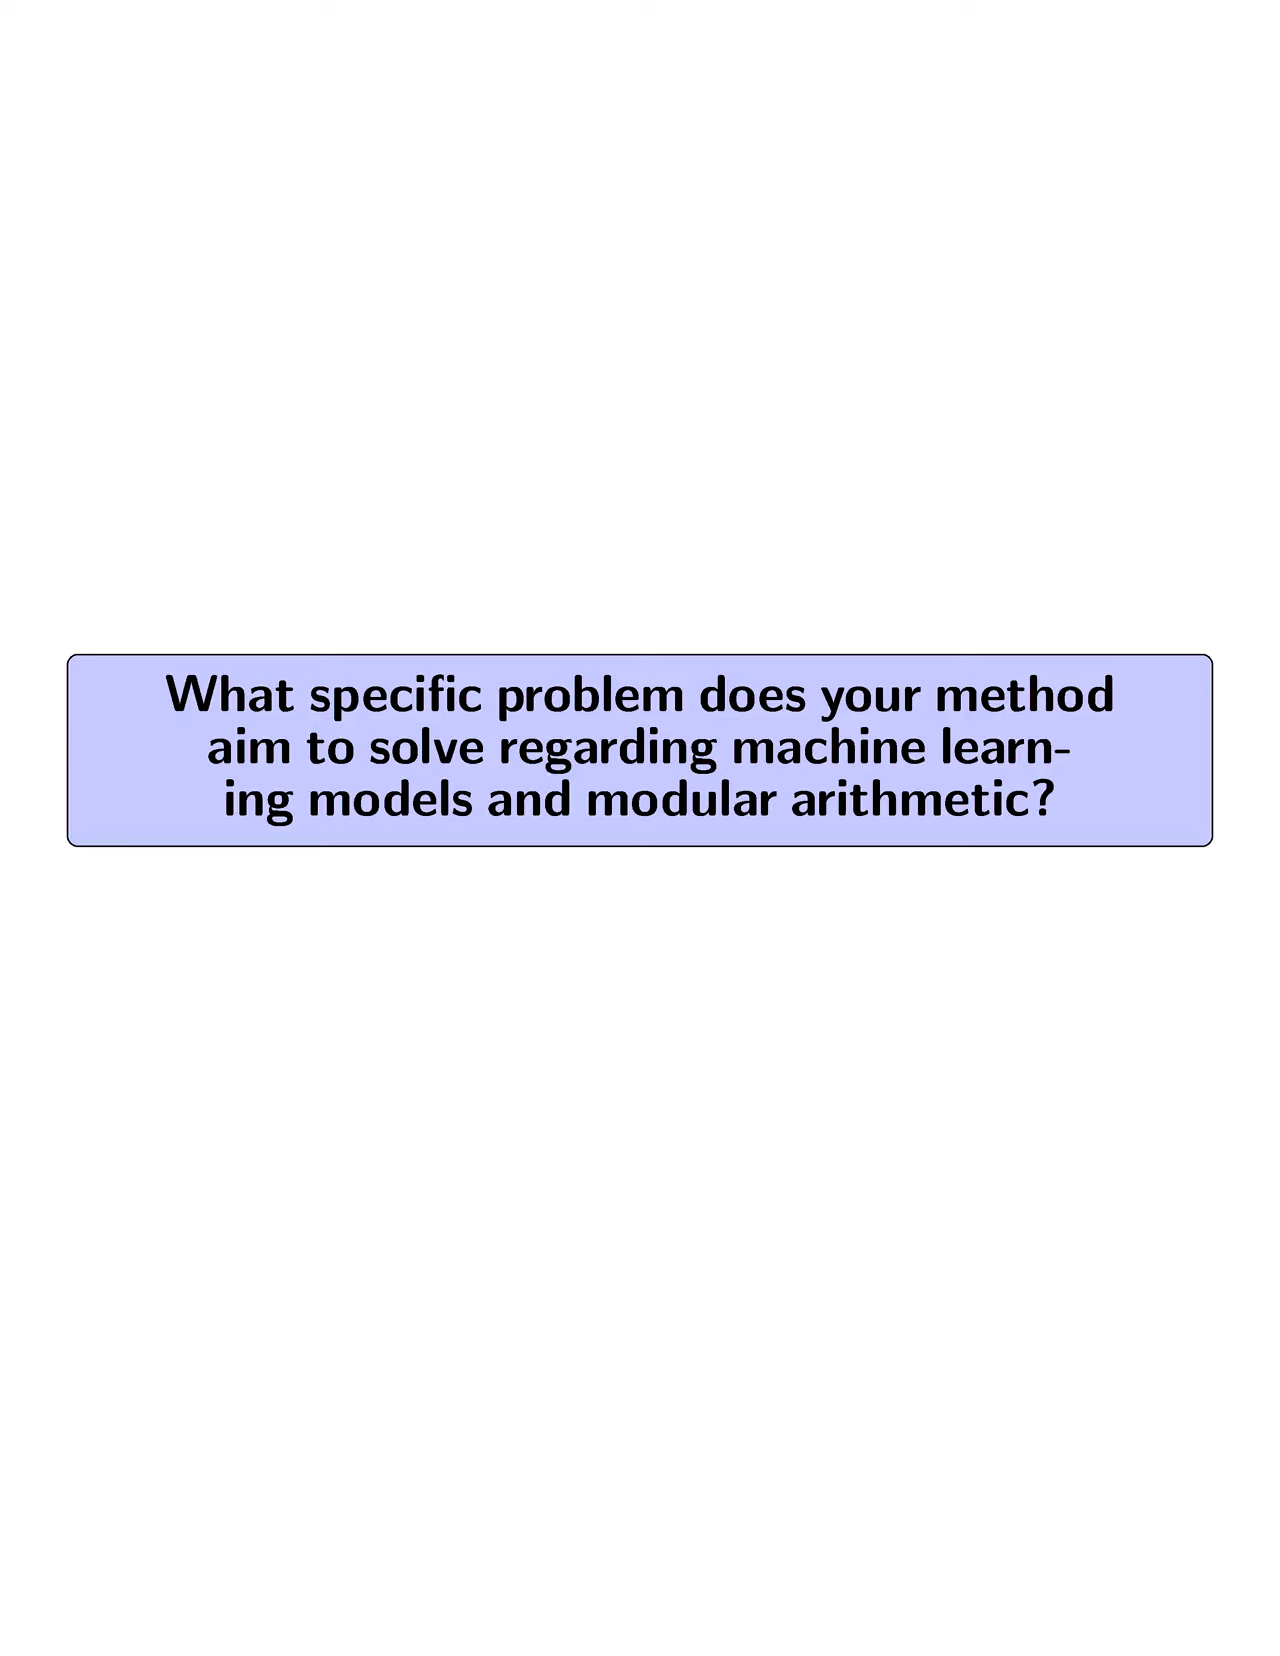 What specific problem does your method
aim to solve regarding machine learn-
ing models and modular arithmetic?